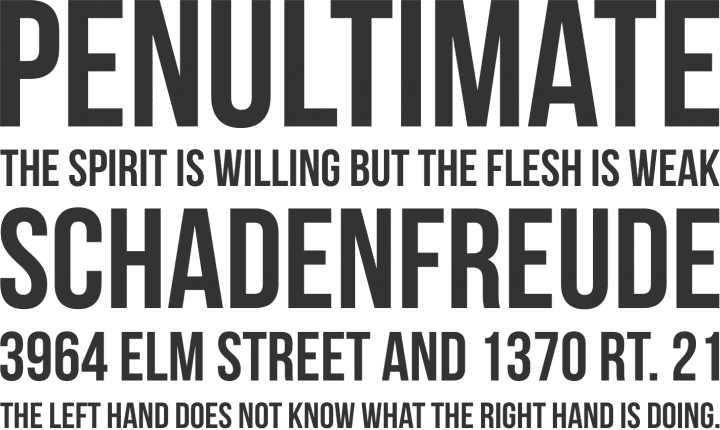 PENULTIMATE
THE SPIRIT IS WILLING BUT THE FLESH IS WEAK
SCHADENFREUDE
3964 ELM STREET AND 1370 RT. 21
THE LEFT HAND DOES NOT KNOW WHAT THE RIGHT HAND IS DOING.